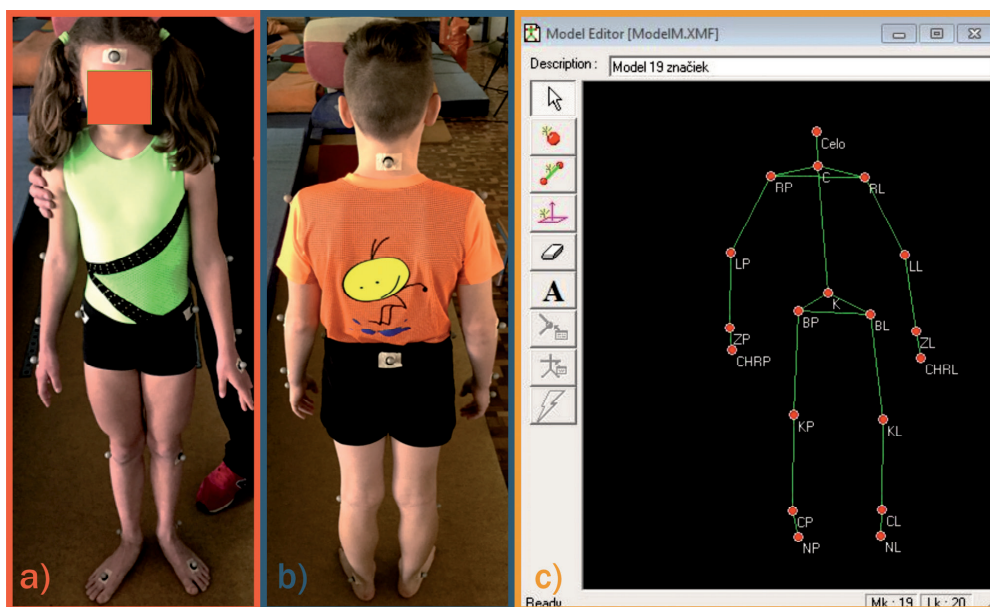 Model Editor [ModelM.XMF]
Description : Model 19 značiek
A
Celo
C
RP
RL
LP
LL
K
BP
BL
ZP
ZL
CHRP
CHRL
KP
KL
CP
CL
NP
NL
a)
b)
c)
Ready
Mk : 19
Lk : 20